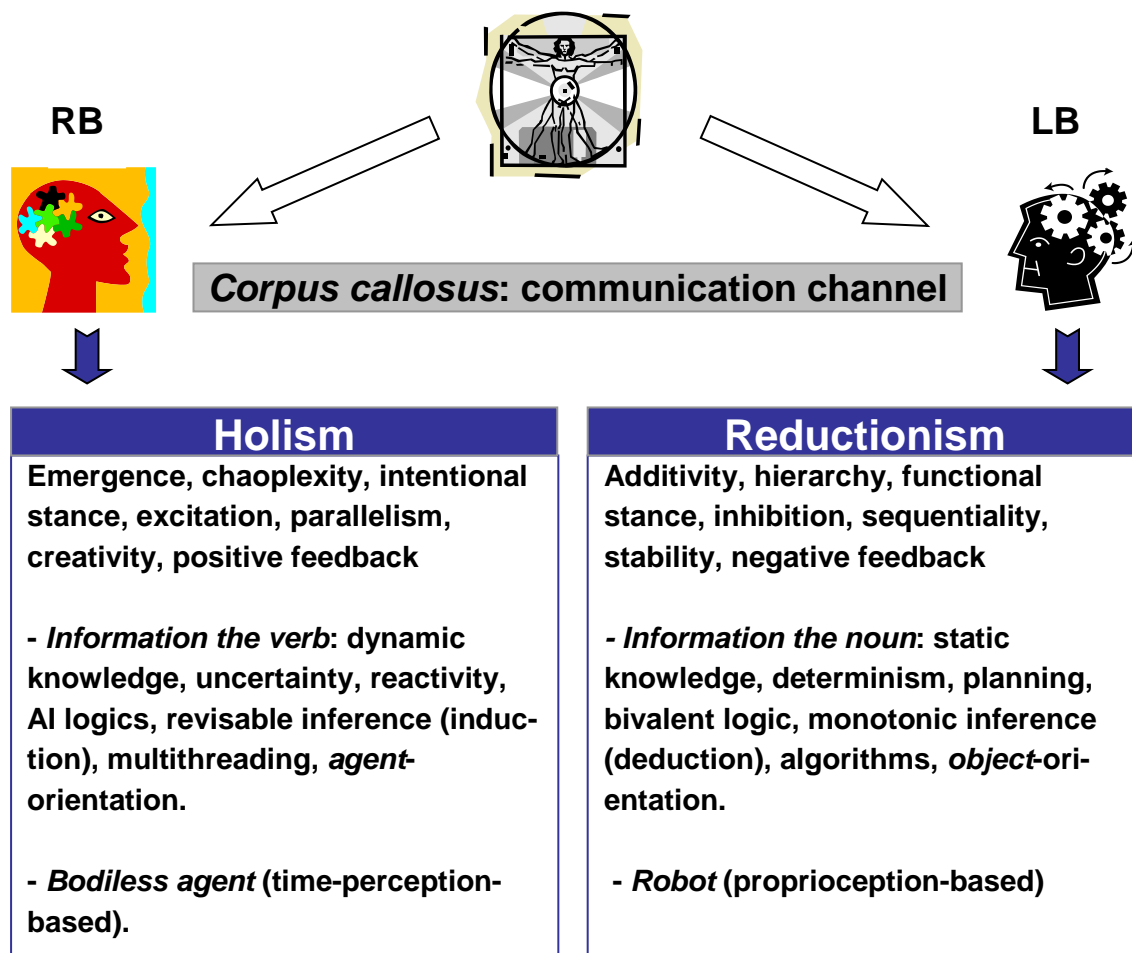 RB
LB
Corpus callosus: communication channel
Holism
Emergence, chaoplexity, intentional
stance, excitation, parallelism,
creativity, positive feedback
- Information the verb: dynamic
knowledge, uncertainty, reactivity,
AI logics, revisable inference (induc-
tion), multithreading, agent-
orientation.
- Bodiless agent (time-perception-
based).
Reductionism
Additivity, hierarchy, functional
stance, inhibition, sequentiality,
stability, negative feedback
- Information the noun: static
knowledge, determinism, planning,
bivalent logic, monotonic inference
(deduction), algorithms, object-ori-
entation.
- Robot (proprioception-based)